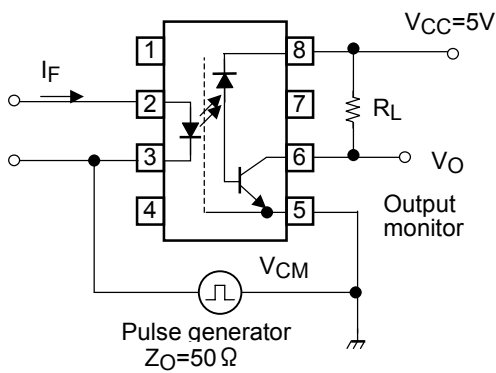 VCC=5V
1
8
IF
2
7
RL
3
6
VO
4
5
Output
monitor
VCM
Pulse generator
ZO=50Ω